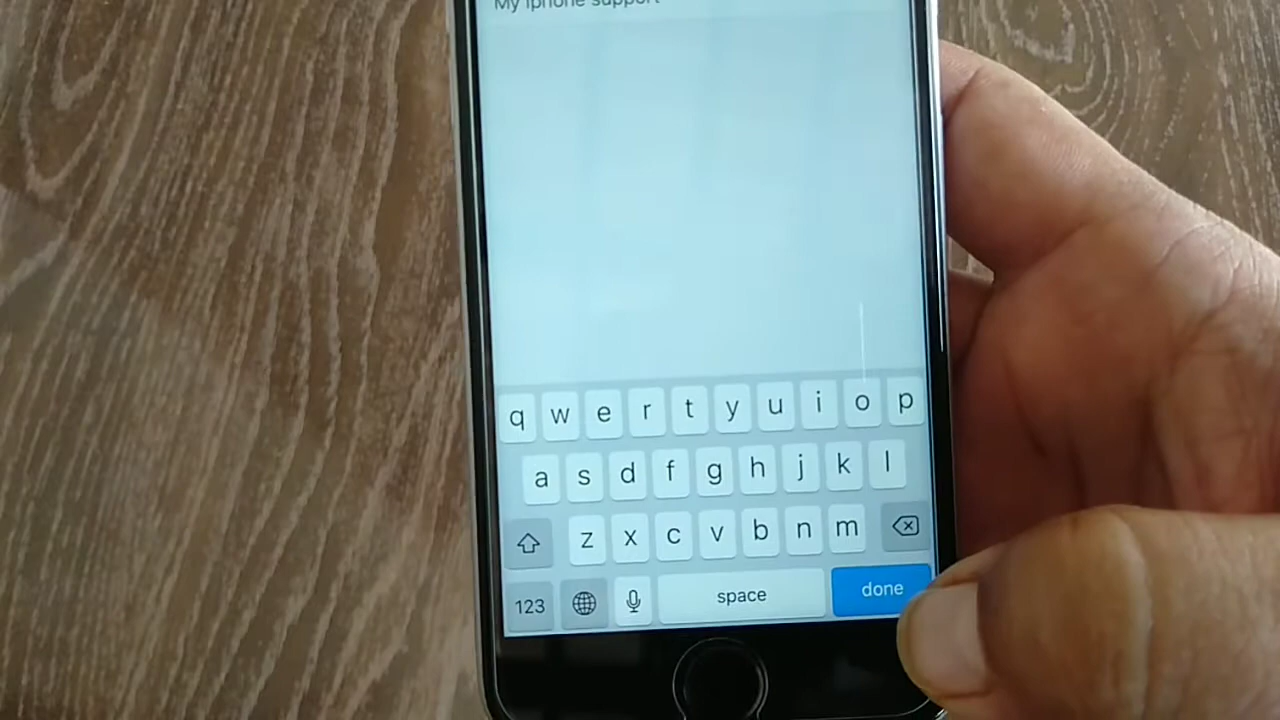 My iphone support
q w e r t y u i o p
a s d f g h j k l
z x c v b n m
123 space done